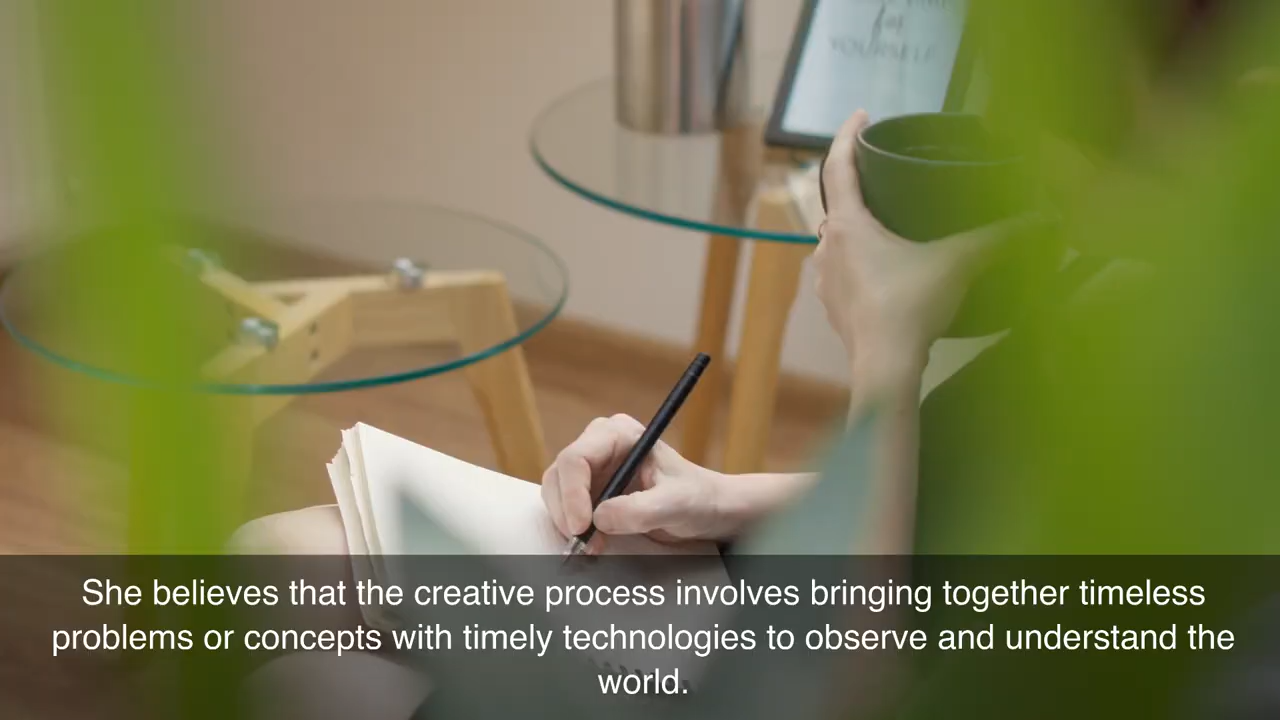 YOURSELF
She believes that the creative process involves bringing together timeless
problems or concepts with timely technologies to observe and understand the
world.